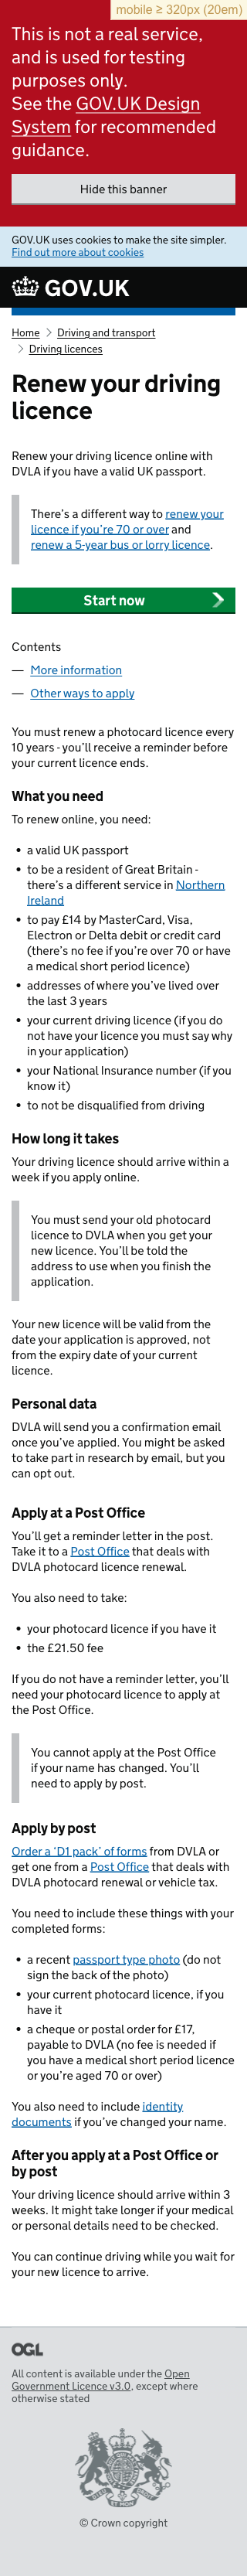 mobile ≥ 320px (20em)
This is not a real service,
and is used for testing
purposes only.
See the GOV.UK Design
System for recommended
guidance.
Hide this banner
GOV.UK uses cookies to make the site simpler.
Find out more about cookies
GOV.UK
Home > Driving and transport
> Driving licences
Renew your driving
licence
Renew your driving licence online with
DVLA if you have a valid UK passport.
There’s a different way to renew your
licence if you’re 70 or over and
renew a 5-year bus or lorry licence.
Start now
Contents
— More information
— Other ways to apply
You must renew a photocard licence every
10 years - you’ll receive a reminder before
your current licence ends.
What you need
To renew online, you need:
• a valid UK passport
• to be a resident of Great Britain -
there’s a different service in Northern
Ireland
• to pay £14 by MasterCard, Visa,
Electron or Delta debit or credit card
(there’s no fee if you’re over 70 or have
a medical short period licence)
• addresses of where you’ve lived over
the last 3 years
• your current driving licence (if you do
not have your licence you must say why
in your application)
• your National Insurance number (if you
know it)
• to not be disqualified from driving
How long it takes
Your driving licence should arrive within a
week if you apply online.
You must send your old photocard
licence to DVLA when you get your
new licence. You’ll be told the
address to use when you finish the
application.
Your new licence will be valid from the
date your application is approved, not
from the expiry date of your current
licence.
Personal data
DVLA will send you a confirmation email
once you’ve applied. You might be asked
to take part in research by email, but you
can opt out.
Apply at a Post Office
You’ll get a reminder letter in the post.
Take it to a Post Office that deals with
DVLA photocard licence renewal.
You also need to take:
• your photocard licence if you have it
• the £21.50 fee
If you do not have a reminder letter, you’ll
need your photocard licence to apply at
the Post Office.
You cannot apply at the Post Office
if your name has changed. You’ll
need to apply by post.
Apply by post
Order a ‘D1 pack’ of forms from DVLA or
get one from a Post Office that deals with
DVLA photocard renewal or vehicle tax.
You need to include these things with your
completed forms:
• a recent passport type photo (do not
sign the back of the photo)
• your current photocard licence, if you
have it
• a cheque or postal order for £17,
payable to DVLA (no fee is needed if
you have a medical short period licence
or you’re aged 70 or over)
You also need to include identity
documents if you’ve changed your name.
After you apply at a Post Office or
by post
Your driving licence should arrive within 3
weeks. It might take longer if your medical
or personal details need to be checked.
You can continue driving while you wait for
your new licence to arrive.
OGL
All content is available under the Open
Government Licence v3.0, except where
otherwise stated
© Crown copyright